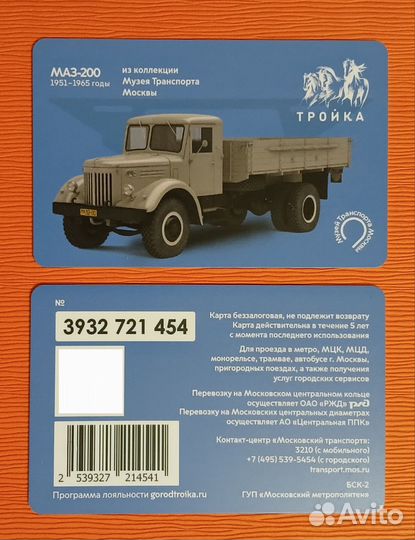 МАЗ-200
1951–1965 годы
из коллекции
Музея Транспорта
Москвы
ТРОЙКА
Музей Транспорта Москвы
№
3932 721 454
Карта беззалоговая, не подлежит возврату
Карта действительна в течение 5 лет
с момента последнего использования
Для проезда в метро, МЦК, МЦД,
монорельсе, трамвае, автобусе г. Москвы,
пригородных поездах, а также получения
услуг городских сервисов
Перевозку на Московском центральном кольце
осуществляет ОАО «РЖД» РЖД
Перевозку на Московских центральных диаметрах
осуществляет АО «Центральная ППК»
Контакт-центр «Московский транспорт»:
3210 (с мобильного)
+7 (495) 539-5454 (с городского)
transport.mos.ru
2 539327 214541
Программа лояльности gorodtroika.ru
БСК-2
ГУП «Московский метрополитен»
Avito